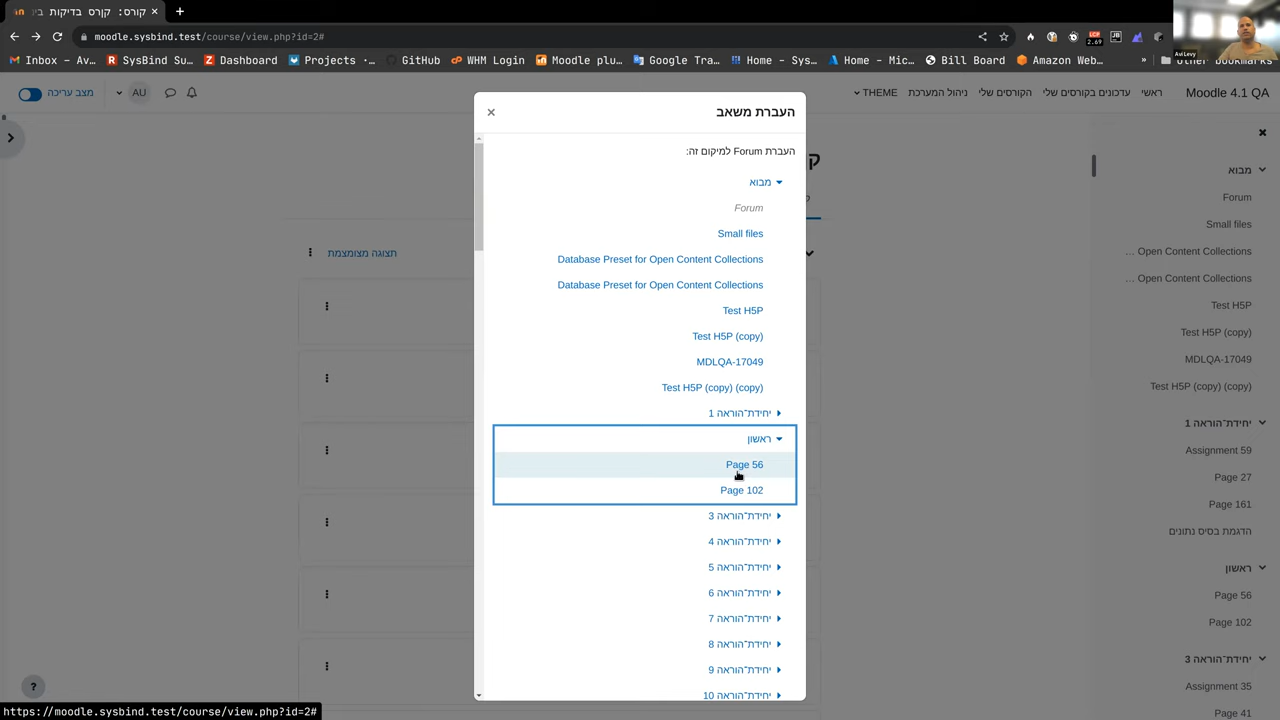 קורס: קןרס בדיקות בינ
moodle.sysbind.test/course/view.php?id=2#
2.69
JB
AviLevy
Inbox - Av...
SysBind Su...
Dashboard
Projects -...
GitHub
WHM Login
Moodle plu...
Google Tra...
Home - Sys...
Home - Mic...
Bill Board
Amazon Web...
»
Other bookmarks
Moodle 4.1 QA
ראשי
עדכונים בקורסים שלי
הקורסים שלי
ניהול המערכת
THEME
AU
מצב עריכה
תצוגה מצומצמת
העברת משאב
×
העברת Forum למיקום זה:
מבוא
Forum
Small files
Database Preset for Open Content Collections
Database Preset for Open Content Collections
Test H5P
Test H5P (copy)
MDLQA-17049
Test H5P (copy) (copy)
יחידת־הוראה 1
ראשון
Page 56
Page 102
יחידת־הוראה 3
יחידת־הוראה 4
יחידת־הוראה 5
יחידת־הוראה 6
יחידת־הוראה 7
יחידת־הוראה 8
יחידת־הוראה 9
יחידת־הוראה 10
מבוא
Forum
Small files
... Open Content Collections
... Open Content Collections
Test H5P
Test H5P (copy)
MDLQA-17049
Test H5P (copy) (copy)
יחידת־הוראה 1
Assignment 59
Page 27
Page 161
הדגמת בסיס נתונים
ראשון
Page 56
Page 102
יחידת־הוראה 3
Assignment 35
Page 41
?
https://moodle.sysbind.test/course/view.php?id=2#